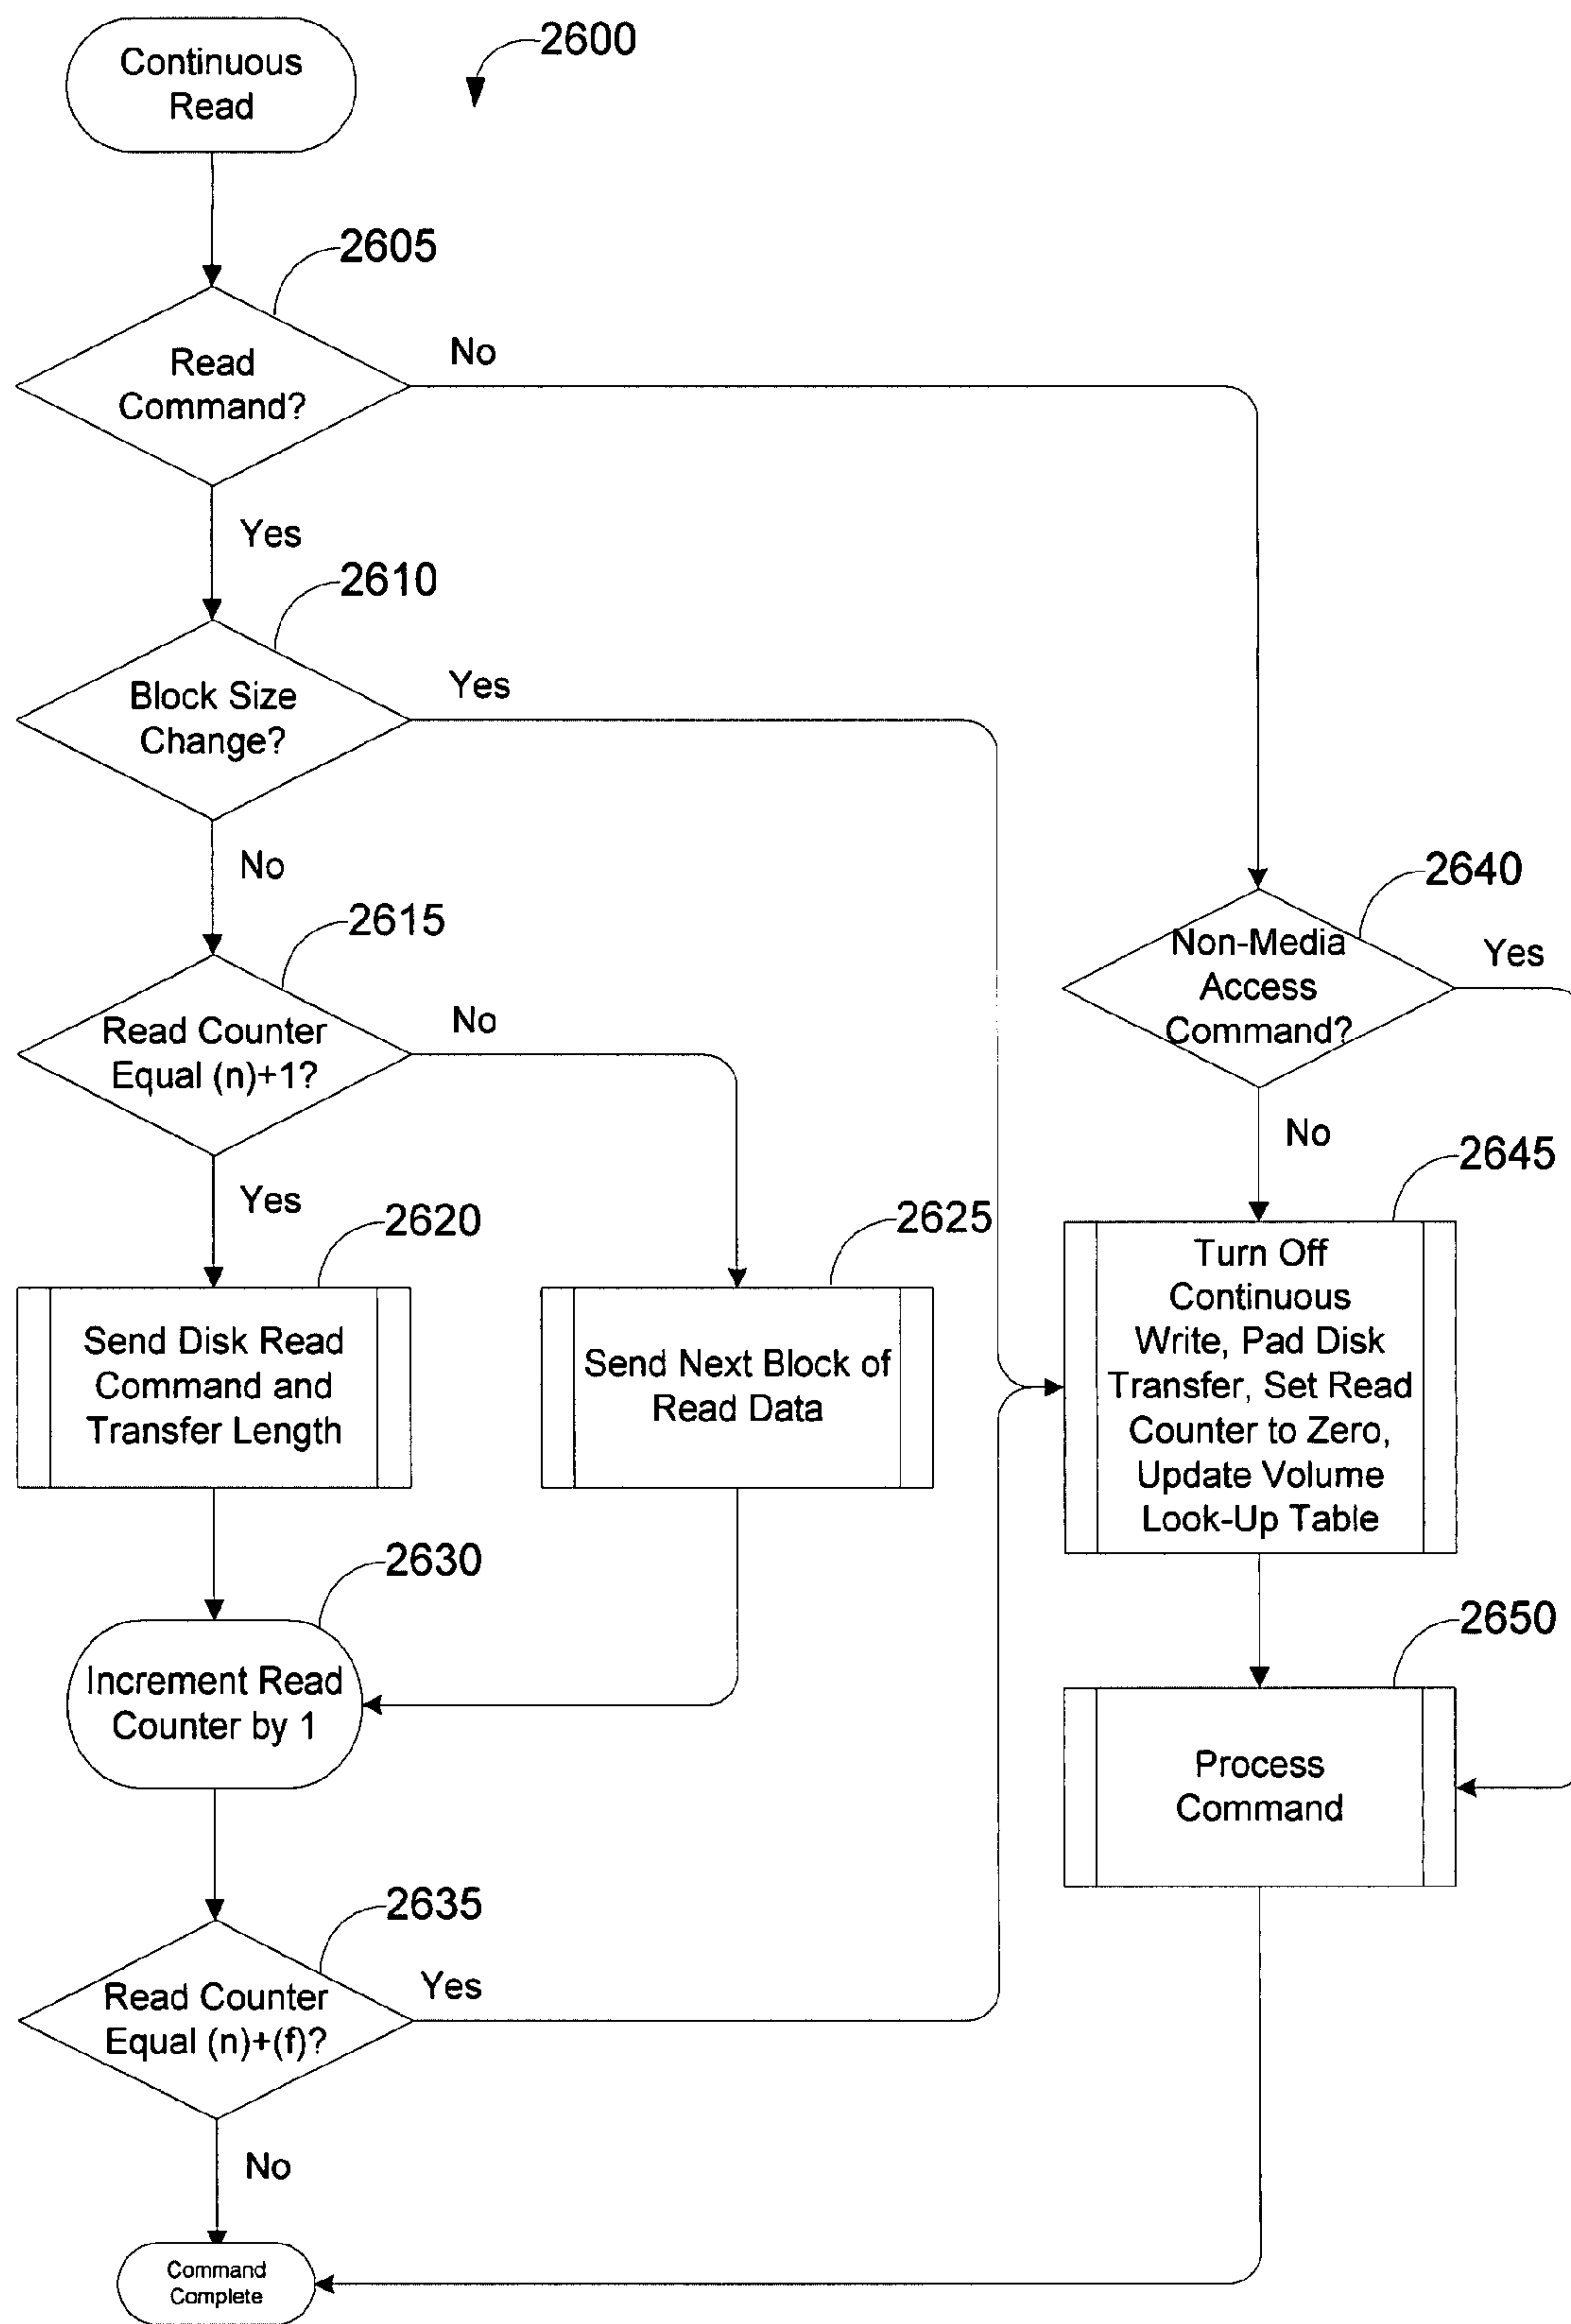 Continuous
Read
2600
2605
Read
Command?
No
Yes
2610
Block Size
Change?
Yes
No
2615
Read Counter
Equal (n)+1?
No
Yes
2640
Non-Media
Access
Command?
Yes
No
2620
Send Disk Read
Command and
Transfer Length
2625
Send Next Block of
Read Data
2645
Turn Off
Continuous
Write, Pad Disk
Transfer, Set Read
Counter to Zero,
Update Volume
Look-Up Table
2630
Increment Read
Counter by 1
2650
Process
Command
2635
Read Counter
Equal (n)+(f)?
Yes
No
Command
Complete